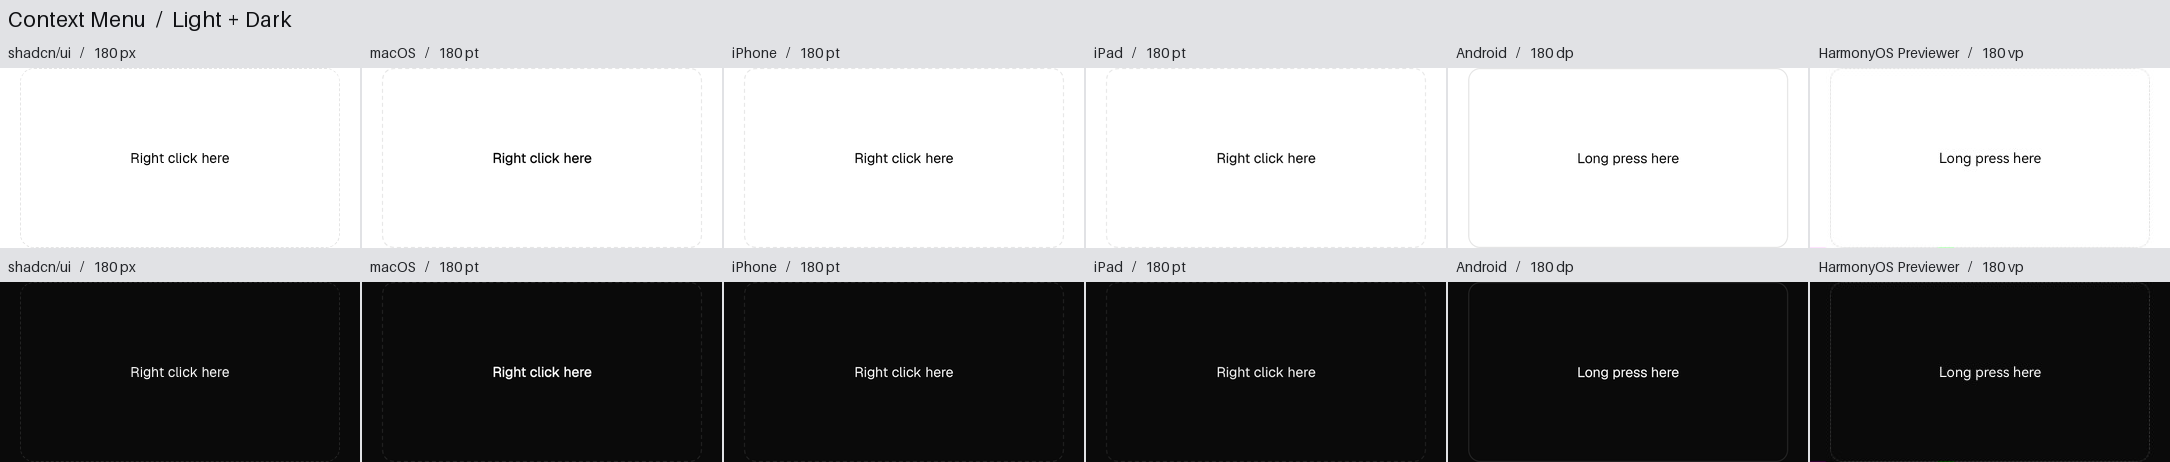 Context Menu / Light + Dark
shadcn/ui / 180 px
macOS / 180 pt
iPhone / 180 pt
iPad / 180 pt
Android / 180 dp
HarmonyOS Previewer / 180 vp
Right click here
Right click here
Right click here
Right click here
Long press here
Long press here
shadcn/ui / 180 px
macOS / 180 pt
iPhone / 180 pt
iPad / 180 pt
Android / 180 dp
HarmonyOS Previewer / 180 vp
Right click here
Right click here
Right click here
Right click here
Long press here
Long press here